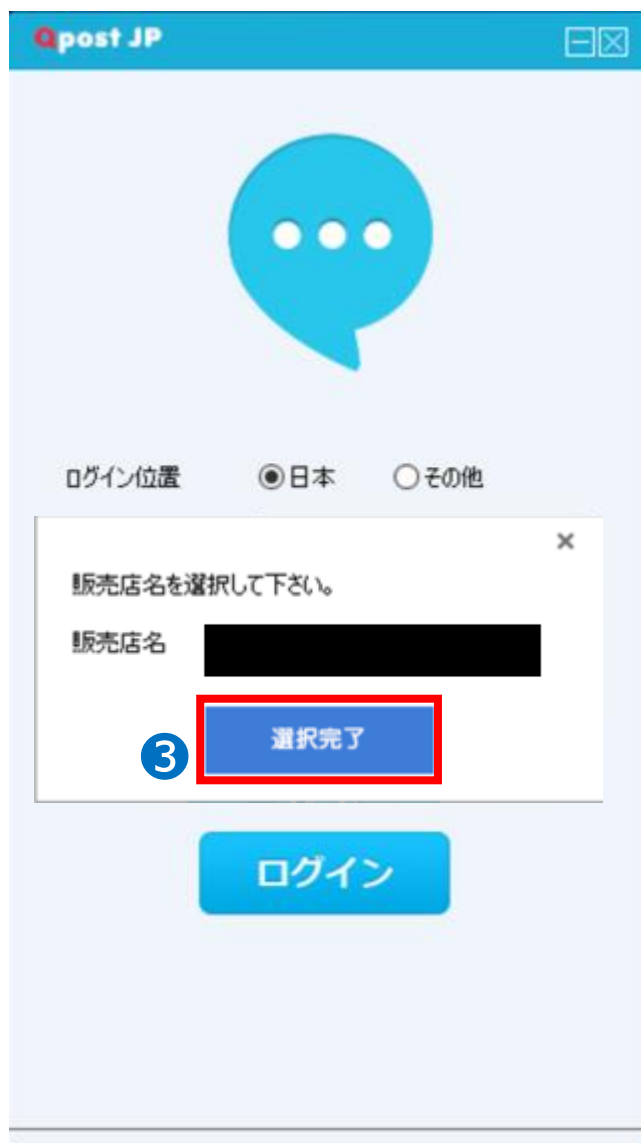 Qpost JP
ログイン位置 日本 その他
販売店名を選択して下さい。
販売店名
3 選択完了
ログイン